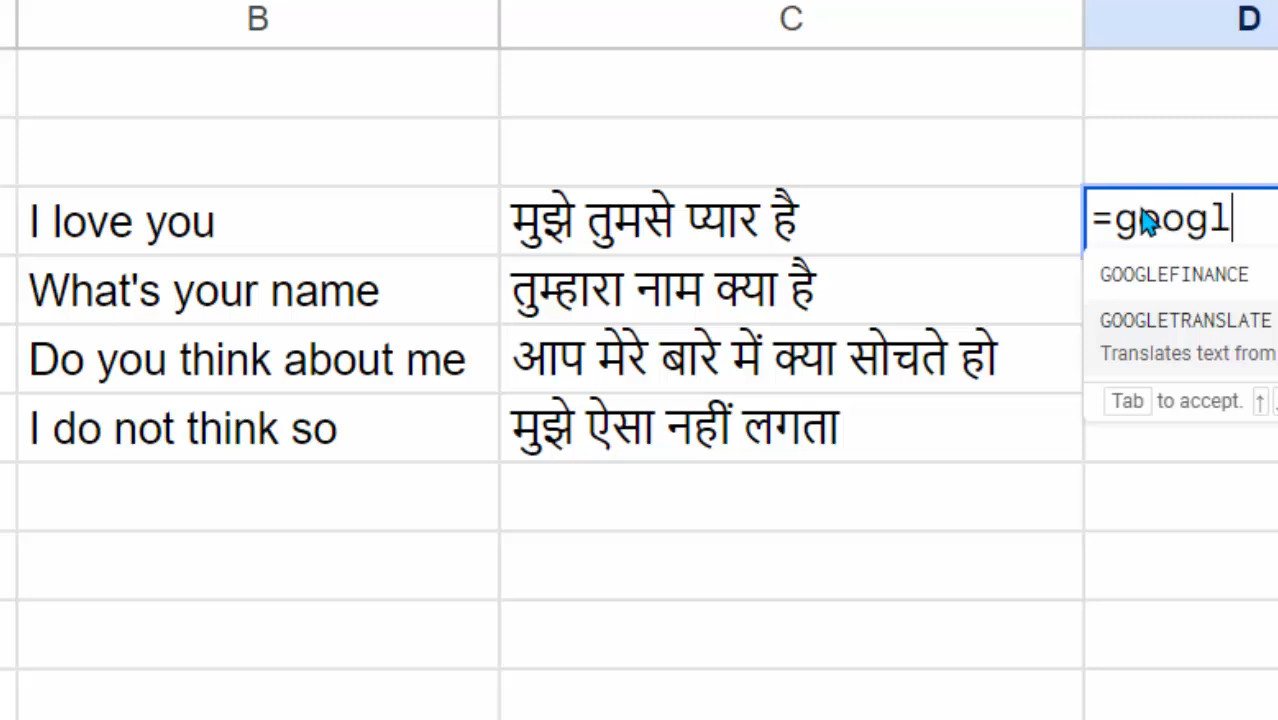 B C D
I love you मुझे तुमसे प्यार है =googl
GOOGLEFINANCE
What's your name तुम्हारा नाम क्या है
GOOGLETRANSLATE
Translates text from
Do you think about me आप मेरे बारे में क्या सोचते हो
Tab to accept. ↑
I do not think so मुझे ऐसा नहीं लगता